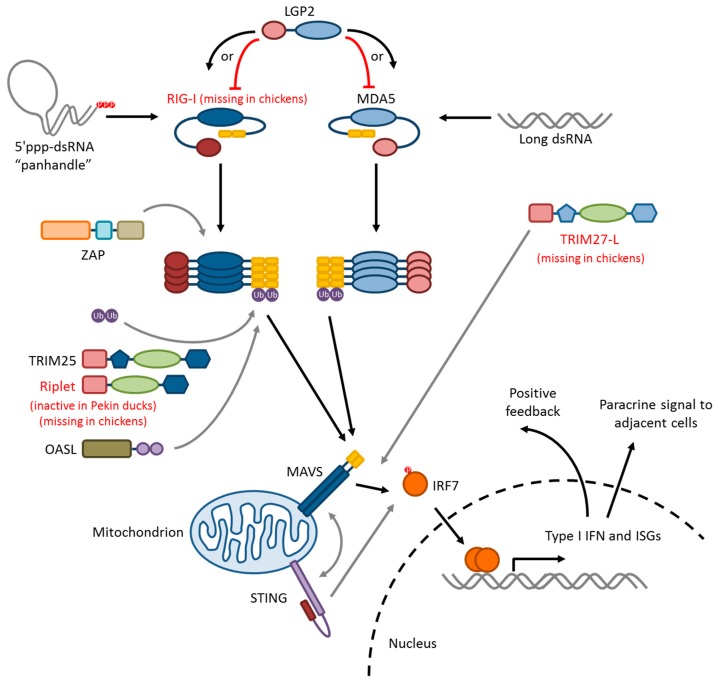 LGP2
or
or
RIG-I (missing in chickens)
MDA5
PPP
5'ppp-dsRNA
"panhandle"
Long dsRNA
ZAP
TRIM27-L
(missing in chickens)
Ub Ub
Ub Ub
Ub Ub
TRIM25
Riplet
(inactive in Pekin ducks)
(missing in chickens)
OASL
Positive
feedback
Paracrine signal to
adjacent cells
MAVS
P
IRF7
Mitochondrion
Type I IFN and ISGs
STING
Nucleus